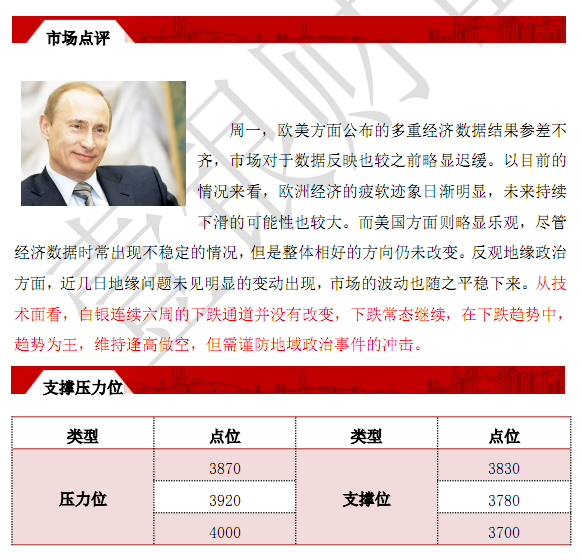 市场点评
周一，欧美方面公布的多重经济数据结果参差不
齐，市场对于数据反映也较之前略显迟缓。以目前的
情况来看，欧洲经济的疲软迹象日渐明显，未来持续
下滑的可能性也较大。而美国方面则略显乐观，尽管
经济数据时常出现不稳定的情况，但是整体相好的方向仍未改变。反观地缘政治
方面，近几日地缘问题未见明显的变动出现，市场的波动也随之平稳下来。从技
术面看，白银连续六周的下跌通道并没有改变，下跌常态继续，在下跌趋势中，
趋势为王，维持逢高做空，但需谨防地域政治事件的冲击。
支撑压力位
类型 点位 类型 点位
3870 3830
压力位 3920 支撑位 3780
4000 3700
壹银财